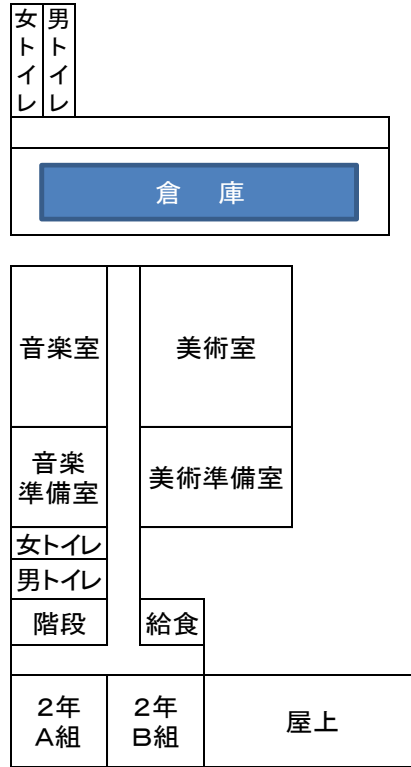 女トイレ
男トイレ
倉　庫
音楽室
美術室
音楽
準備室
美術準備室
女トイレ
男トイレ
階段
給食
２年
A組
２年
B組
屋上